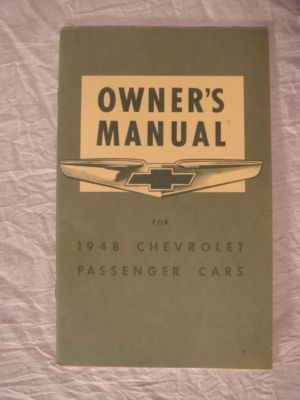 OWNER'S
MANUAL
FOR
1948 CHEVROLET
PASSENGER CARS